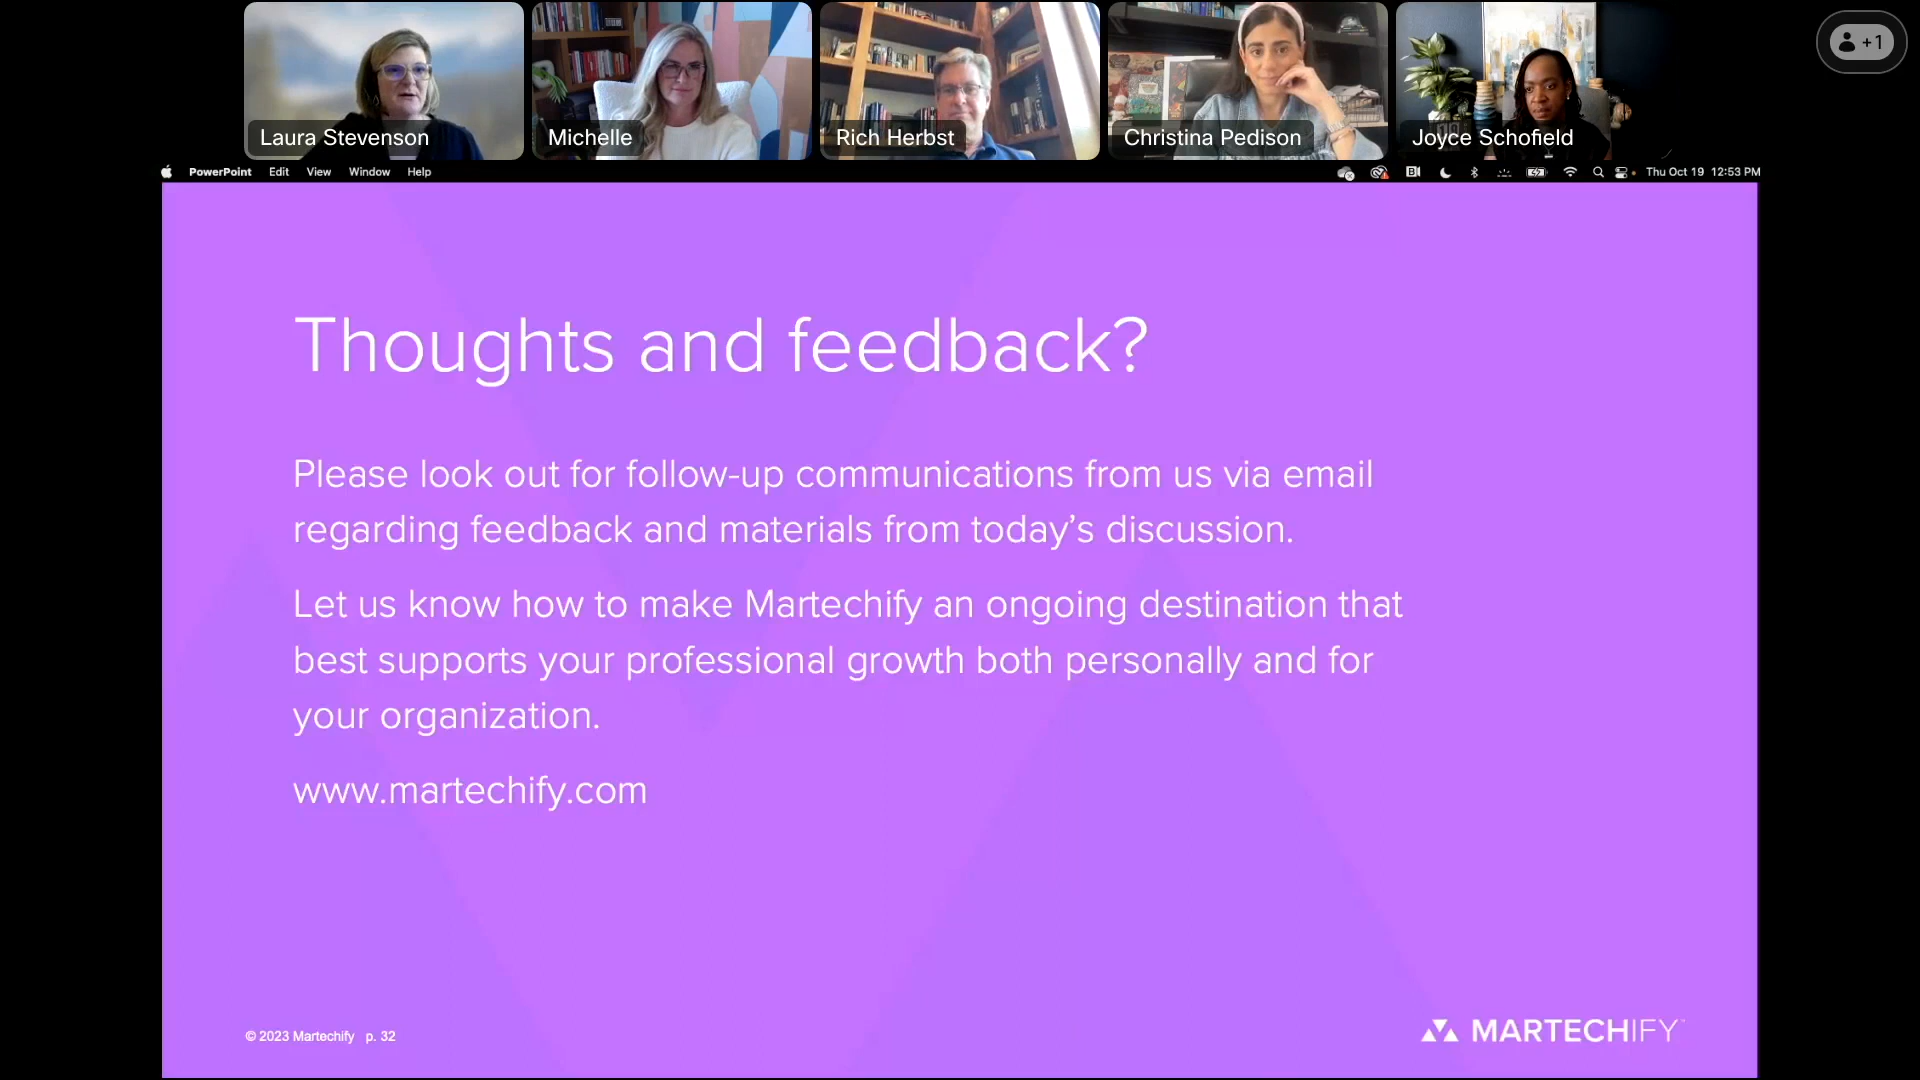 Laura Stevenson
Michelle
Rich Herbst
Christina Pedison
Joyce Schofield
+1
PowerPoint Edit View Window Help
Thu Oct 19 12:53 PM
Thoughts and feedback?
Please look out for follow-up communications from us via email
regarding feedback and materials from today’s discussion.
Let us know how to make Martechify an ongoing destination that
best supports your professional growth both personally and for
your organization.
www.martechify.com
© 2023 Martechify p. 32
MARTECHIFY